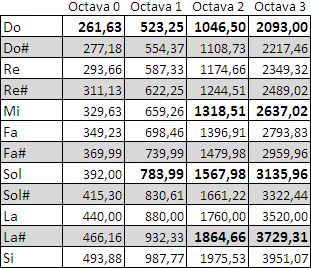 Octava 0 Octava 1 Octava 2 Octava 3
Do 261,63 523,25 1046,50 2093,00
Do# 277,18 554,37 1108,73 2217,46
Re 293,66 587,33 1174,66 2349,32
Re# 311,13 622,25 1244,51 2489,02
Mi 329,63 659,26 1318,51 2637,02
Fa 349,23 698,46 1396,91 2793,83
Fa# 369,99 739,99 1479,98 2959,96
Sol 392,00 783,99 1567,98 3135,96
Sol# 415,30 830,61 1661,22 3322,44
La 440,00 880,00 1760,00 3520,00
La# 466,16 932,33 1864,66 3729,31
Si 493,88 987,77 1975,53 3951,07